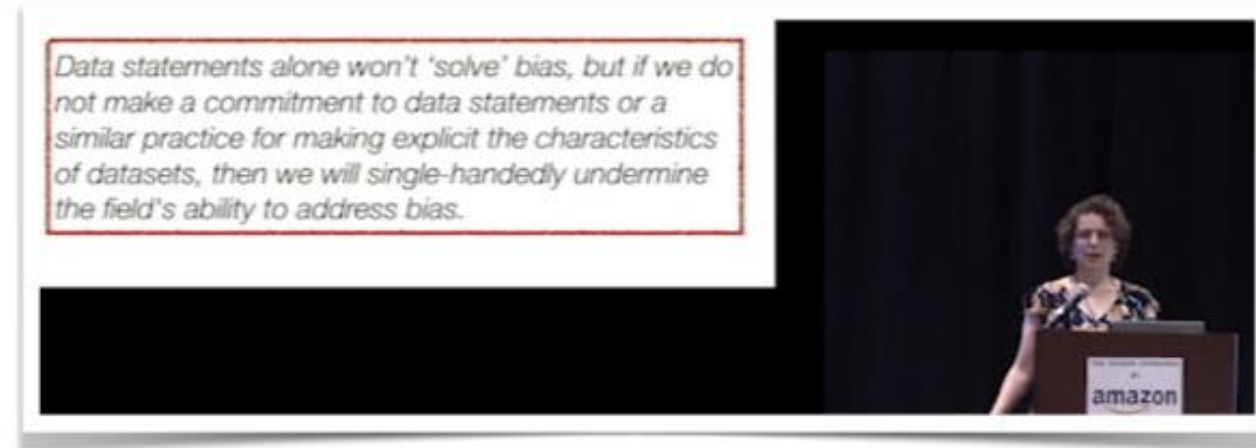 Data statements alone won't 'solve' bias, but if we do
not make a commitment to data statements or a
similar practice for making explicit the characteristics
of datasets, then we will single-handedly undermine
the field's ability to address bias.
amazon